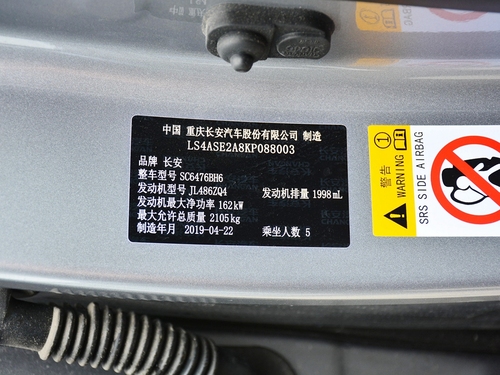 中国 重庆长安汽车股份有限公司 制造
LS4ASE2A8KP088003
品牌 长安
整车型号 SC6476BH6
发动机型号 JL486ZQ4 发动机排量 1998mL
发动机最大净功率 162kW
最大允许总质量 2105kg
制造年月 2019-04-22 乘坐人数 5
WARNING
SRS SIDE AIRBAG